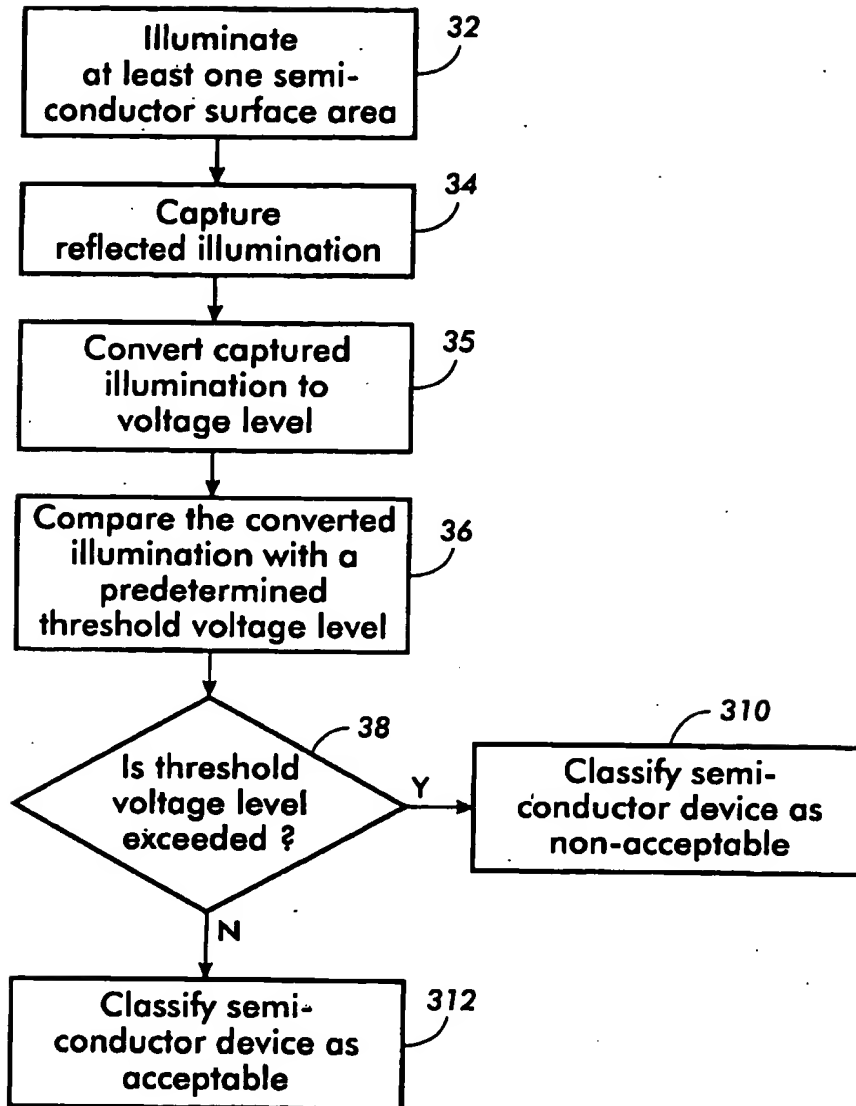 Illuminate
at least one semi-
conductor surface area
32
Capture
reflected illumination
34
Convert captured
illumination to
voltage level
35
Compare the converted
illumination with a
predetermined
threshold voltage level
36
Is threshold
voltage level
exceeded ?
38
Y
310
Classify semi-
conductor device as
non-acceptable
N
Classify semi-
conductor device as
acceptable
312